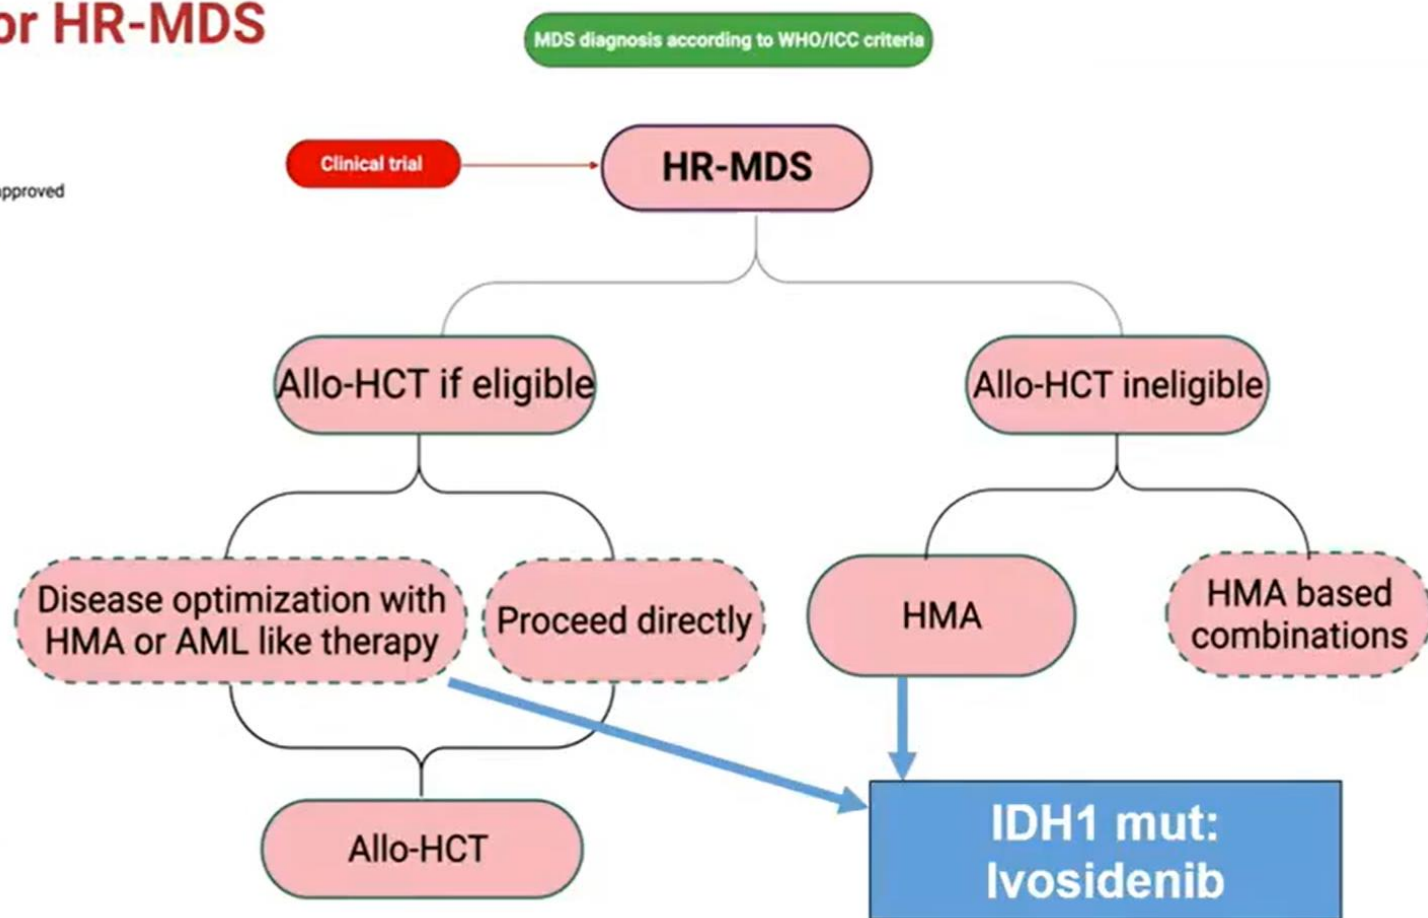 or HR-MDS
MDS diagnosis according to WHO/ICC criteria
Clinical trial
HR-MDS
approved
Allo-HCT if eligible
Allo-HCT ineligible
Disease optimization with
HMA or AML like therapy
Proceed directly
HMA
HMA based
combinations
Allo-HCT
IDH1 mut:
Ivosidenib